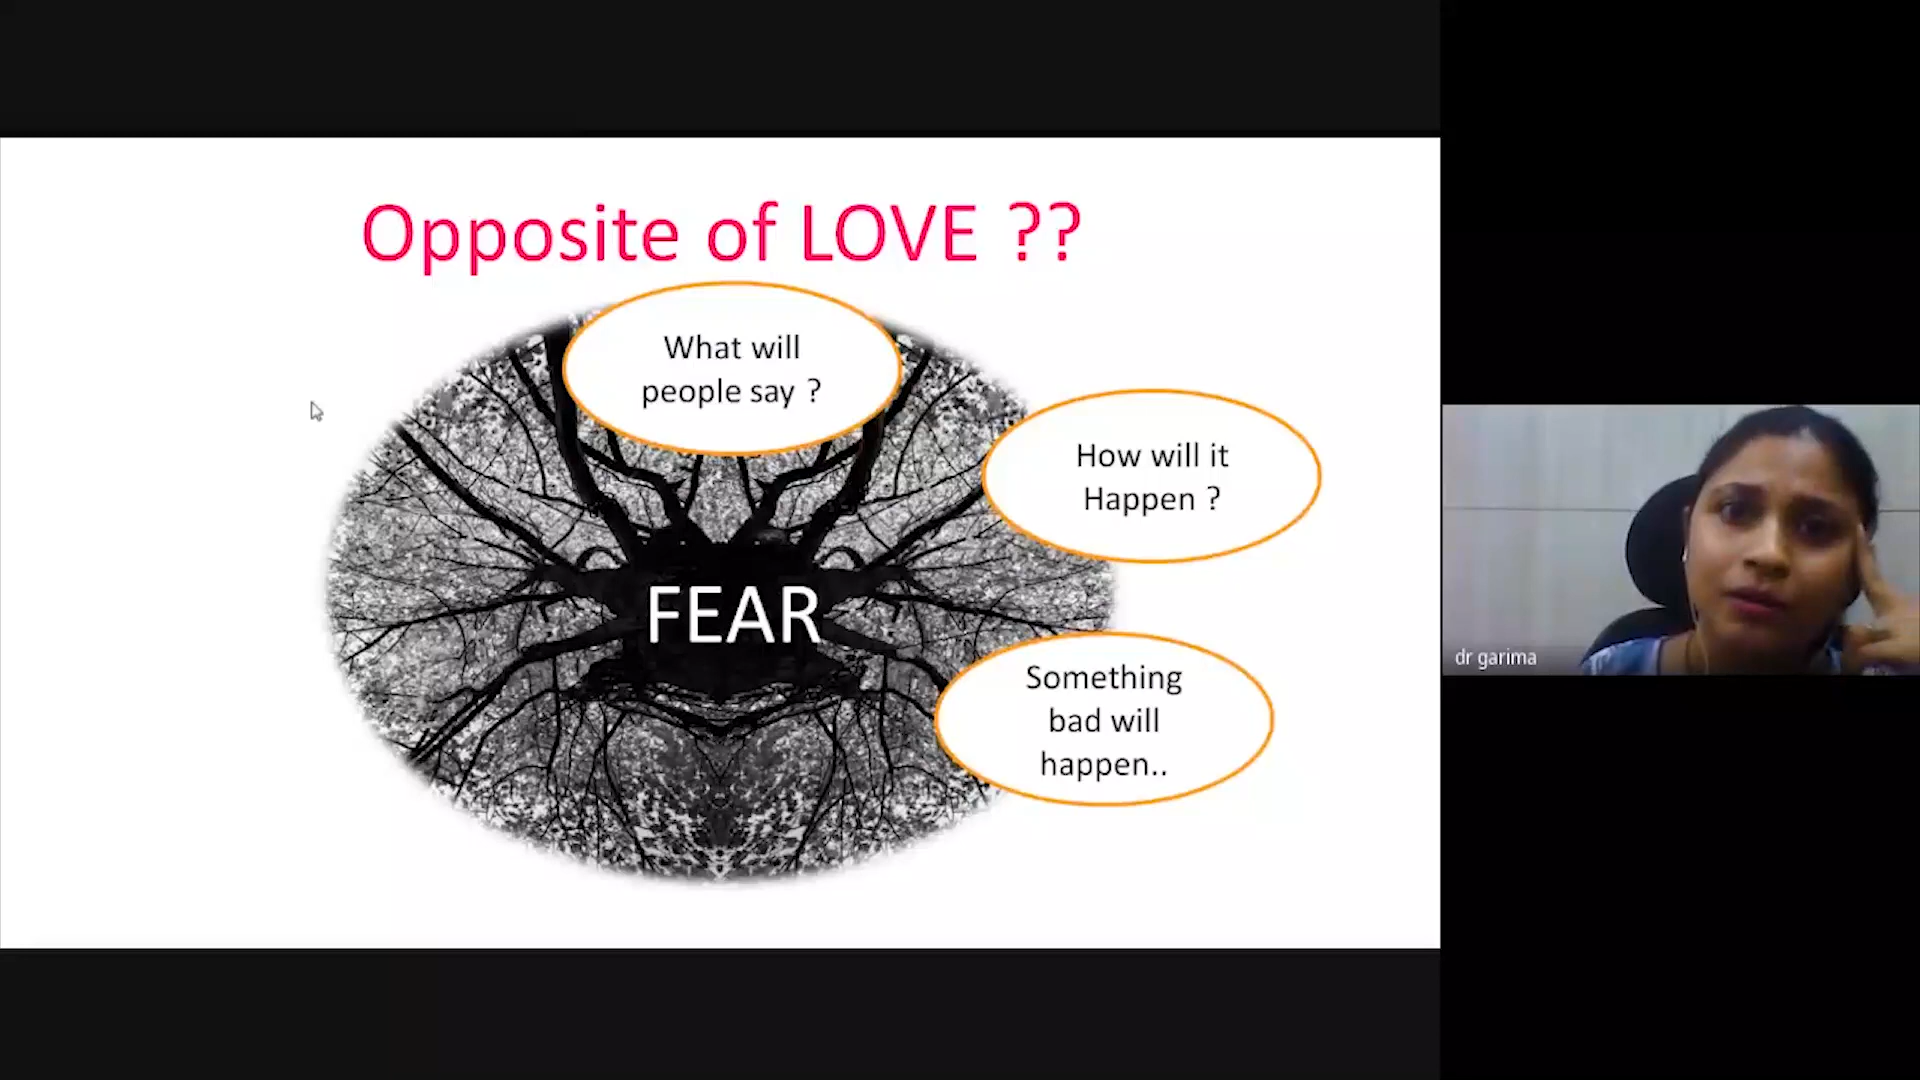 Opposite of LOVE ??
What will
people say ?
How will it
Happen ?
FEAR
Something
bad will
happen..
dr garima